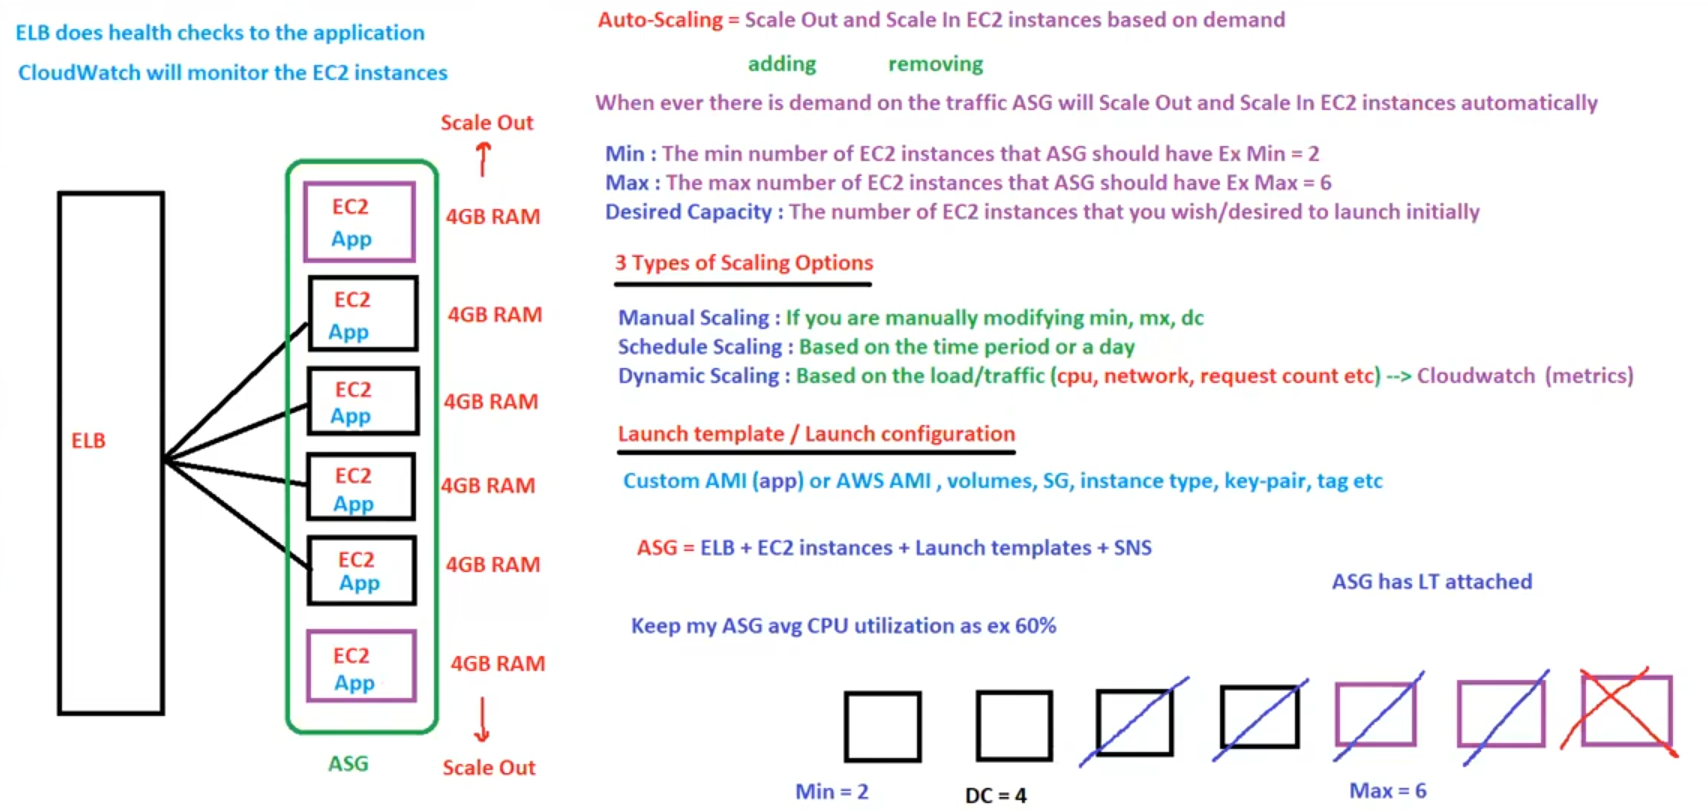 ELB does health checks to the application
CloudWatch will monitor the EC2 instances
Scale Out
EC2
App
4GB RAM
EC2
App
4GB RAM
EC2
App
4GB RAM
EC2
App
4GB RAM
EC2
App
4GB RAM
EC2
App
4GB RAM
ELB
ASG
Scale Out
Auto-Scaling = Scale Out and Scale In EC2 instances based on demand
adding removing
When ever there is demand on the traffic ASG will Scale Out and Scale In EC2 instances automatically
Min : The min number of EC2 instances that ASG should have Ex Min = 2
Max : The max number of EC2 instances that ASG should have Ex Max = 6
Desired Capacity : The number of EC2 instances that you wish/desired to launch initially
3 Types of Scaling Options
Manual Scaling : If you are manually modifying min, mx, dc
Schedule Scaling : Based on the time period or a day
Dynamic Scaling : Based on the load/traffic (cpu, network, request count etc) --> Cloudwatch (metrics)
Launch template / Launch configuration
Custom AMI (app) or AWS AMI , volumes, SG, instance type, key-pair, tag etc
ASG = ELB + EC2 instances + Launch templates + SNS
ASG has LT attached
Keep my ASG avg CPU utilization as ex 60%
Min = 2
DC = 4
Max = 6